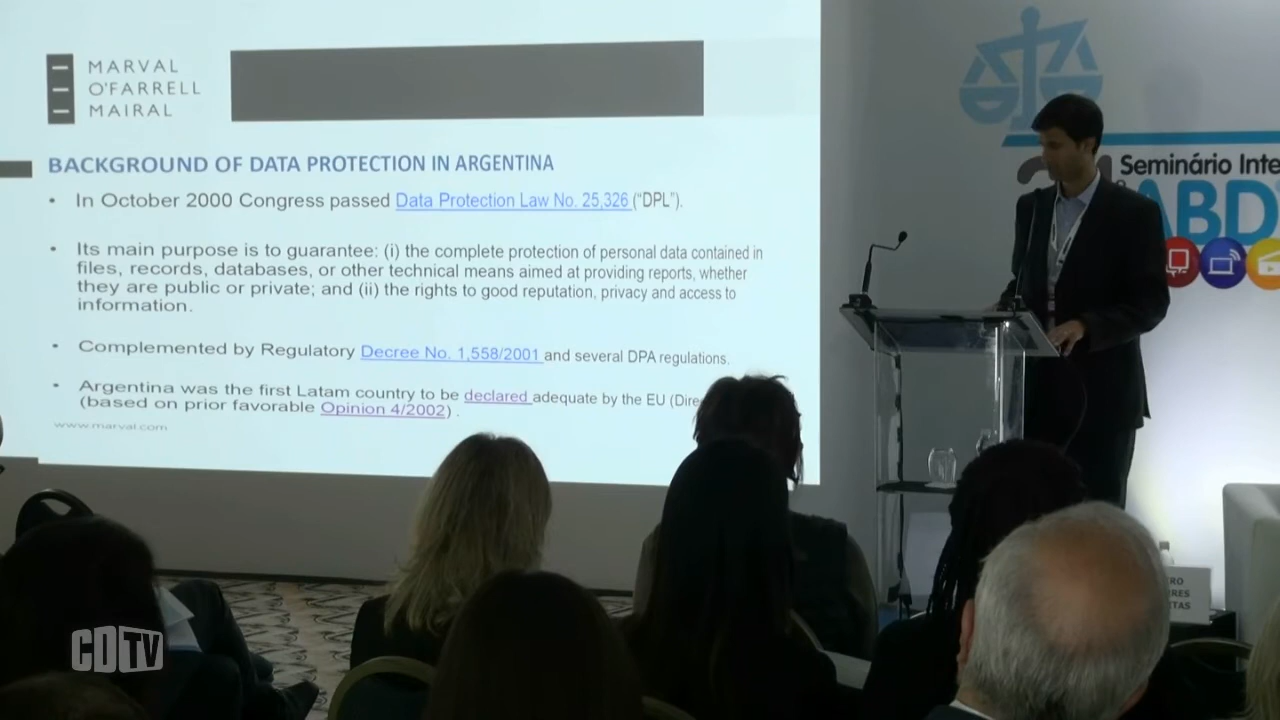 MARVAL
O'FARRELL
MAIRAL
BACKGROUND OF DATA PROTECTION IN ARGENTINA
• In October 2000 Congress passed Data Protection Law No. 25,326 (“DPL”).
• Its main purpose is to guarantee: (i) the complete protection of personal data contained in
files, records, databases, or other technical means aimed at providing reports, whether
they are public or private; and (ii) the rights to good reputation, privacy and access to
information.
• Complemented by Regulatory Decree No. 1,558/2001 and several DPA regulations.
• Argentina was the first Latam country to be declared adequate by the EU (Dire
(based on prior favorable Opinion 4/2002) .
www.marval.com
Seminário Inte
ABD
CDTV